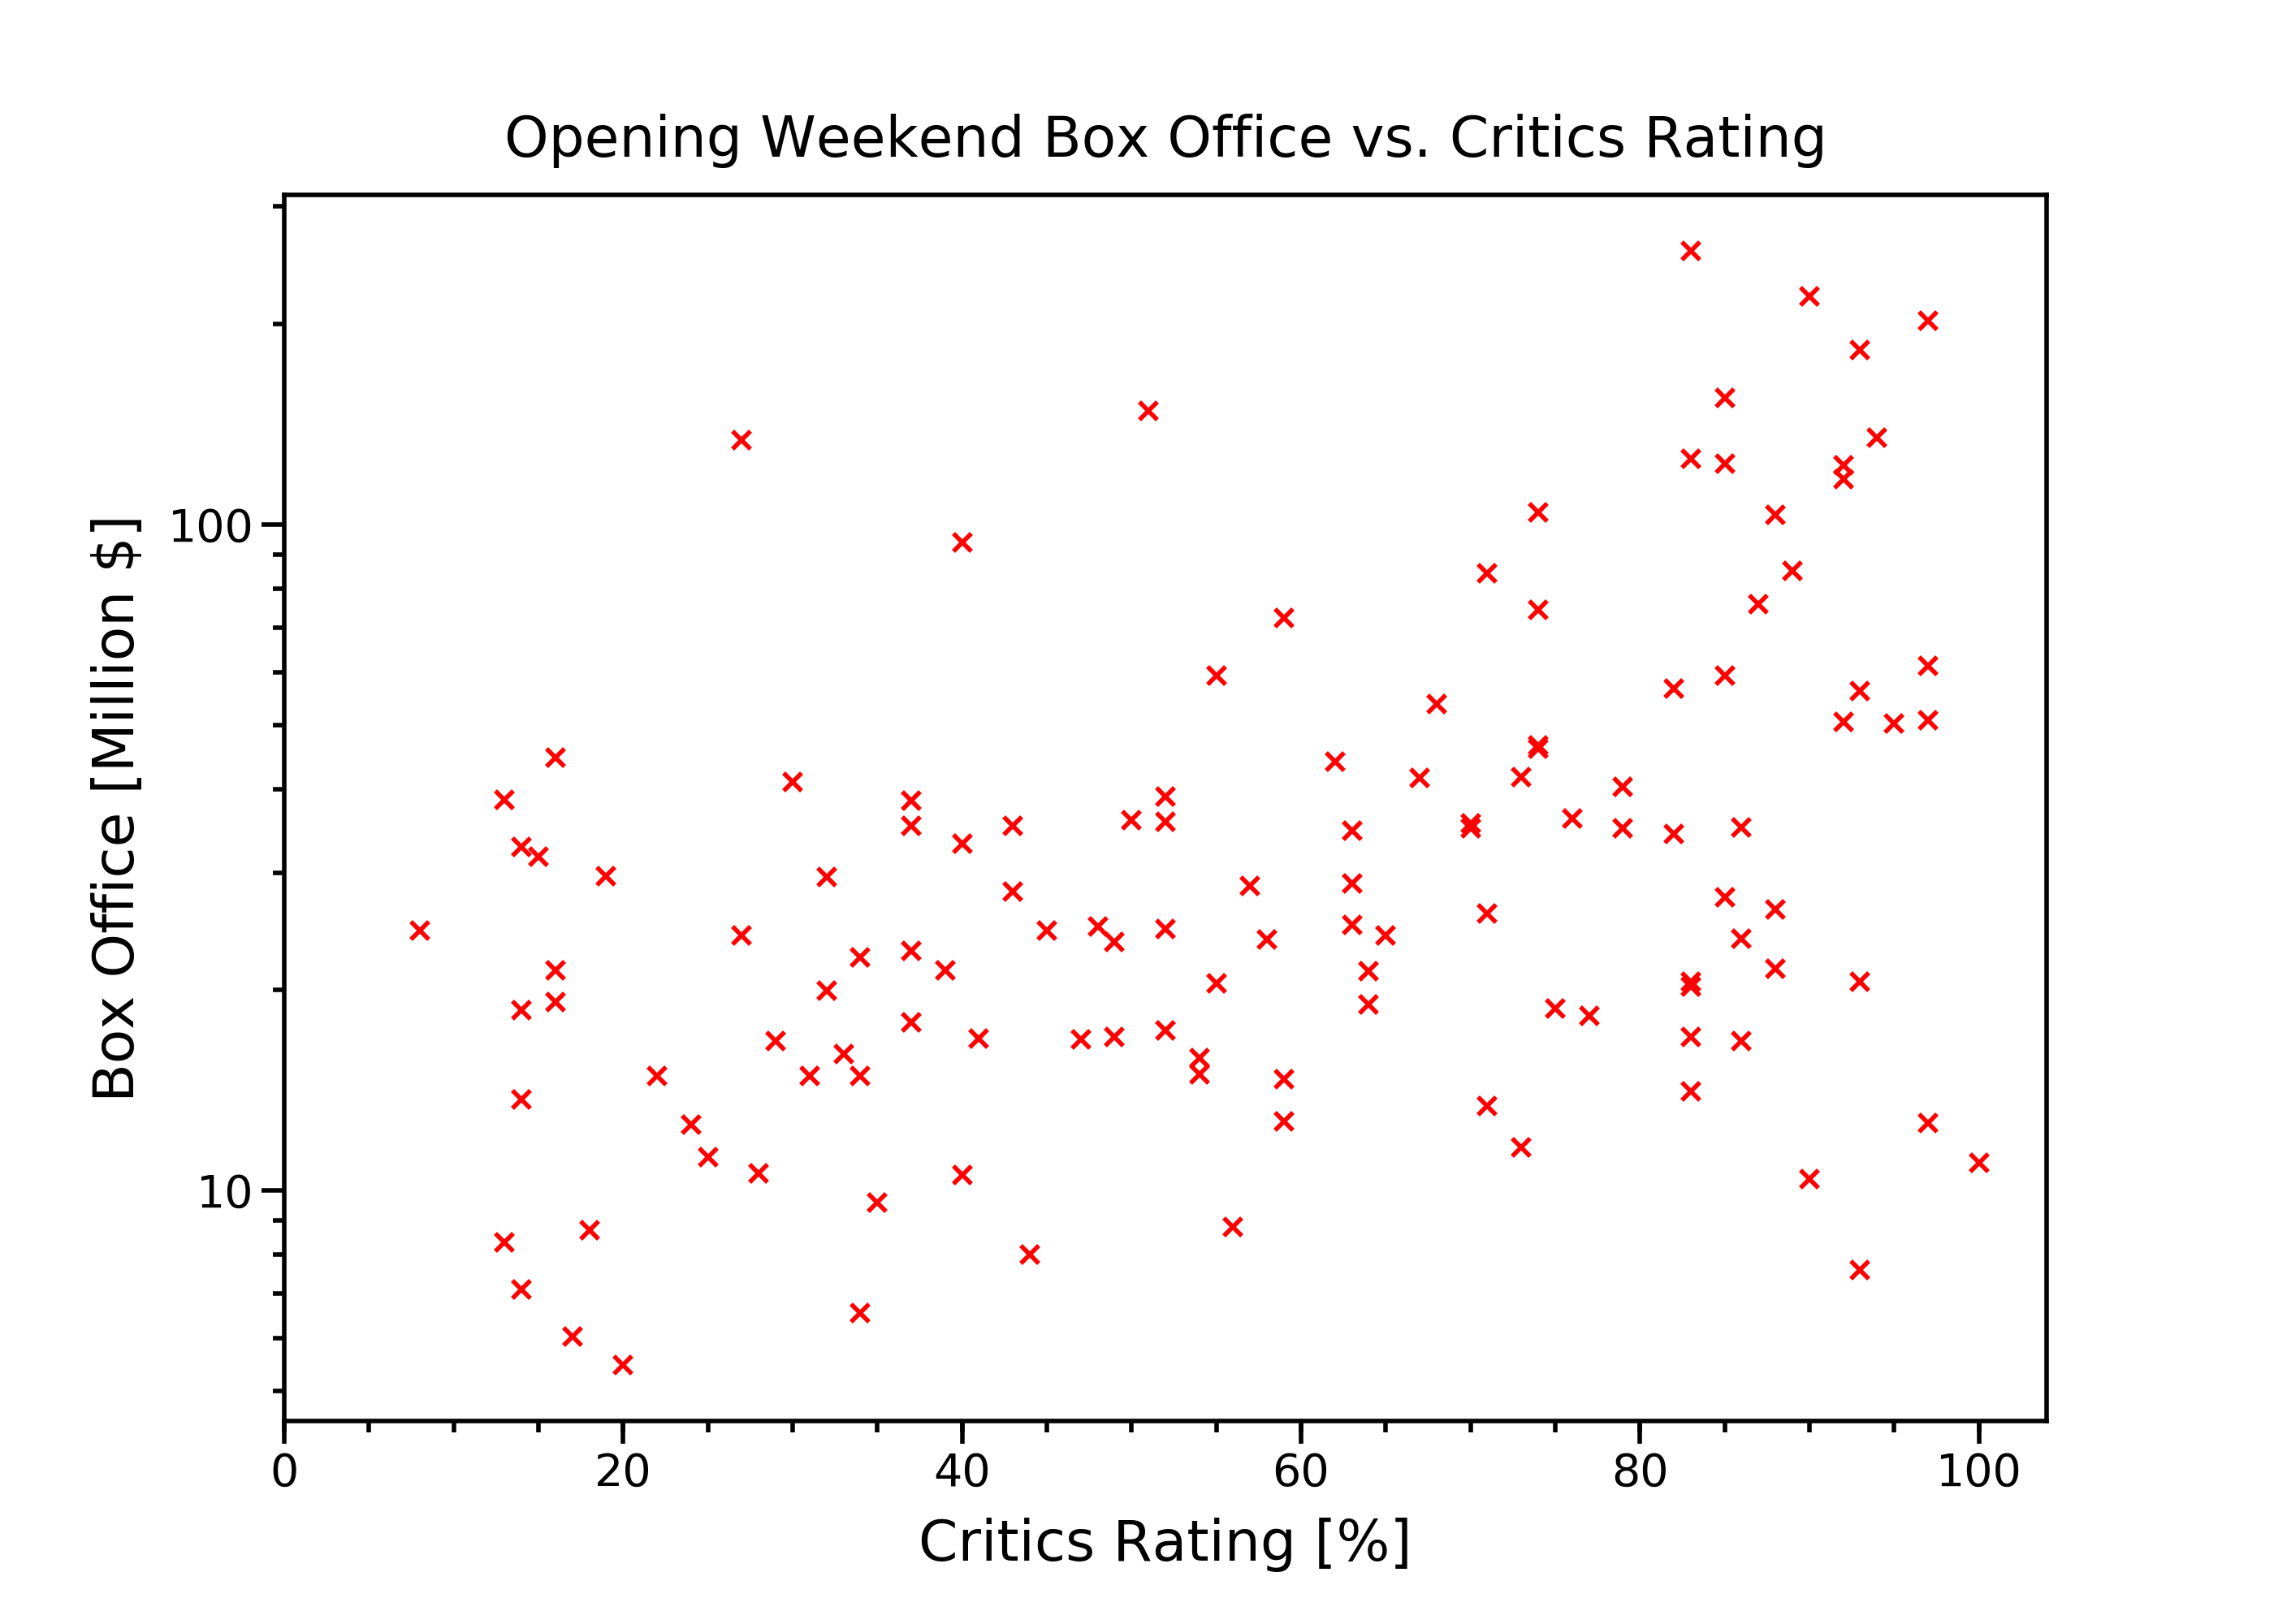 Opening Weekend Box Office vs. Critics Rating
Box Office [Million $]
100
10
0 20 40 60 80 100
Critics Rating [%]